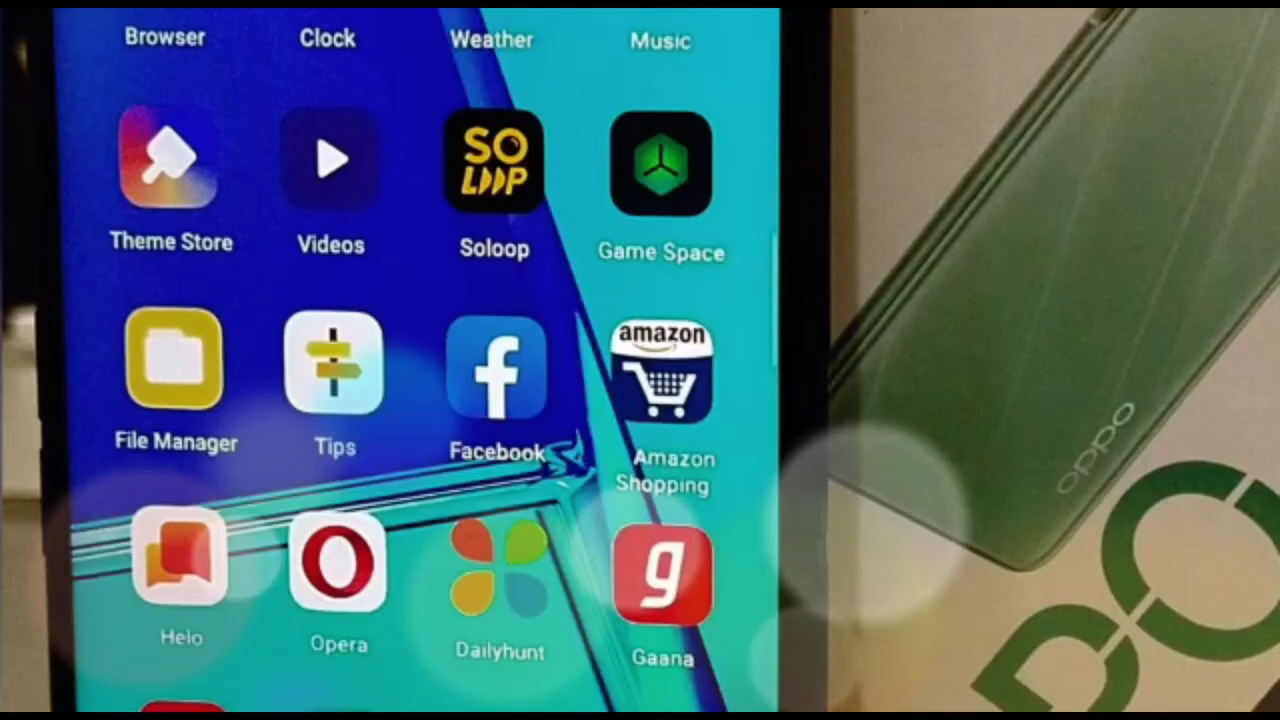 Browser
Clock
Weather
Music
SO
LOOP
Theme Store
Videos
Soloop
Game Space
amazon
File Manager
Tips
Facebook
Amazon
Shopping
Helo
Opera
Dailyhunt
Gaana
oppo